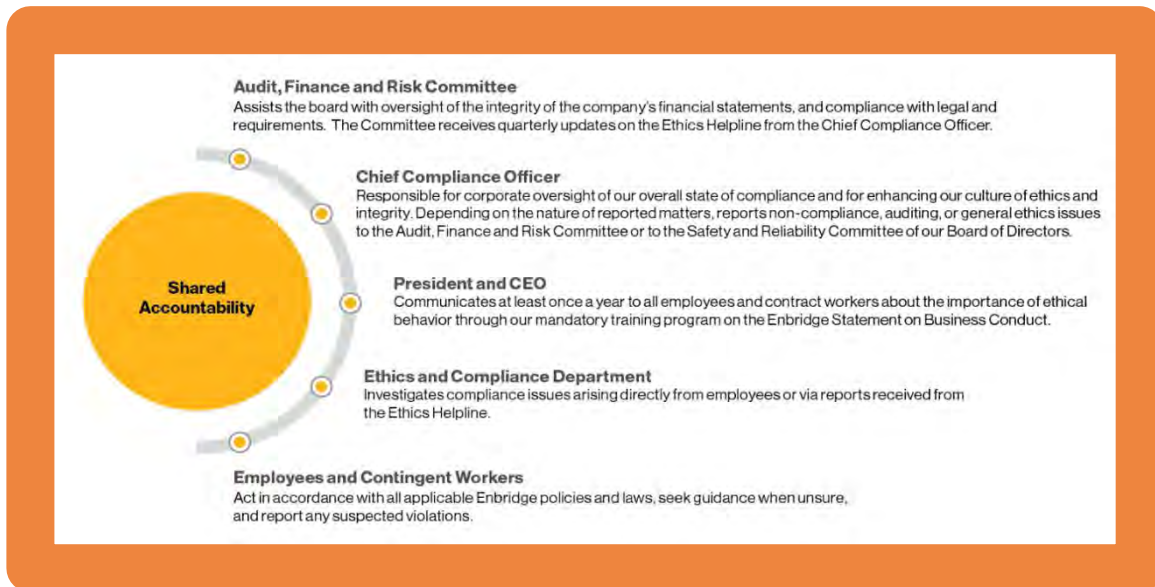 Audit, Finance and Risk Committee
Assists the board with oversight of the integrity of the company's financial statements, and compliance with legal and
requirements. The Committee receives quarterly updates on the Ethics Helpline from the Chief Compliance Officer.
Chief Compliance Officer
Responsible for corporate oversight of our overall state of compliance and for enhancing our culture of ethics and
integrity. Depending on the nature of reported matters, reports non-compliance, auditing, or general ethics issues
to the Audit, Finance and Risk Committee or to the Safety and Reliability Committee of our Board of Directors.
Shared
Accountability
President and CEO
Communicates at least once a year to all employees and contract workers about the importance of ethical
behavior through our mandatory training program on the Enbridge Statement on Business Conduct.
Ethics and Compliance Department
Investigates compliance issues arising directly from employees or via reports received from
the Ethics Helpline.
Employees and Contingent Workers
Act in accordance with all applicable Enbridge policies and laws, seek guidance when unsure,
and report any suspected violations.